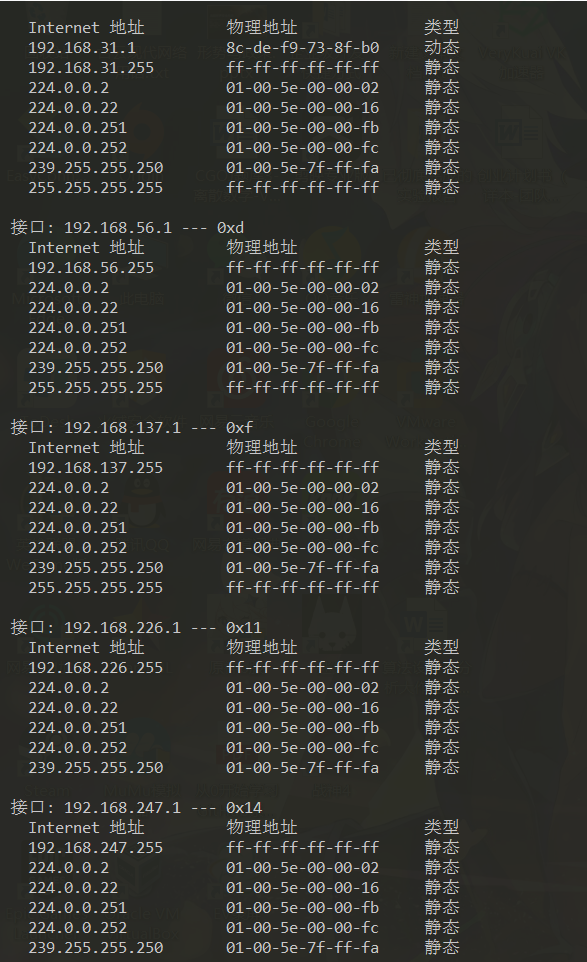 Internet 地址 物理地址 类型
192.168.31.1 8c-de-f9-73-8f-b0 动态
192.168.31.255 ff-ff-ff-ff-ff-ff 静态
224.0.0.2 01-00-5e-00-00-02 静态
224.0.0.22 01-00-5e-00-00-16 静态
224.0.0.251 01-00-5e-00-00-fb 静态
224.0.0.252 01-00-5e-00-00-fc 静态
239.255.255.250 01-00-5e-7f-ff-fa 静态
255.255.255.255 ff-ff-ff-ff-ff-ff 静态
接口: 192.168.56.1 --- 0xd
Internet 地址 物理地址 类型
192.168.56.255 ff-ff-ff-ff-ff-ff 静态
224.0.0.2 01-00-5e-00-00-02 静态
224.0.0.22 01-00-5e-00-00-16 静态
224.0.0.251 01-00-5e-00-00-fb 静态
224.0.0.252 01-00-5e-00-00-fc 静态
239.255.255.250 01-00-5e-7f-ff-fa 静态
255.255.255.255 ff-ff-ff-ff-ff-ff 静态
接口: 192.168.137.1 --- 0xf
Internet 地址 物理地址 类型
192.168.137.255 ff-ff-ff-ff-ff-ff 静态
224.0.0.2 01-00-5e-00-00-02 静态
224.0.0.22 01-00-5e-00-00-16 静态
224.0.0.251 01-00-5e-00-00-fb 静态
224.0.0.252 01-00-5e-00-00-fc 静态
239.255.255.250 01-00-5e-7f-ff-fa 静态
255.255.255.255 ff-ff-ff-ff-ff-ff 静态
接口: 192.168.226.1 --- 0x11
Internet 地址 物理地址 类型
192.168.226.255 ff-ff-ff-ff-ff-ff 静态
224.0.0.2 01-00-5e-00-00-02 静态
224.0.0.22 01-00-5e-00-00-16 静态
224.0.0.251 01-00-5e-00-00-fb 静态
224.0.0.252 01-00-5e-00-00-fc 静态
239.255.255.250 01-00-5e-7f-ff-fa 静态
接口: 192.168.247.1 --- 0x14
Internet 地址 物理地址 类型
192.168.247.255 ff-ff-ff-ff-ff-ff 静态
224.0.0.2 01-00-5e-00-00-02 静态
224.0.0.22 01-00-5e-00-00-16 静态
224.0.0.251 01-00-5e-00-00-fb 静态
224.0.0.252 01-00-5e-00-00-fc 静态
239.255.255.250 01-00-5e-7f-ff-fa 静态